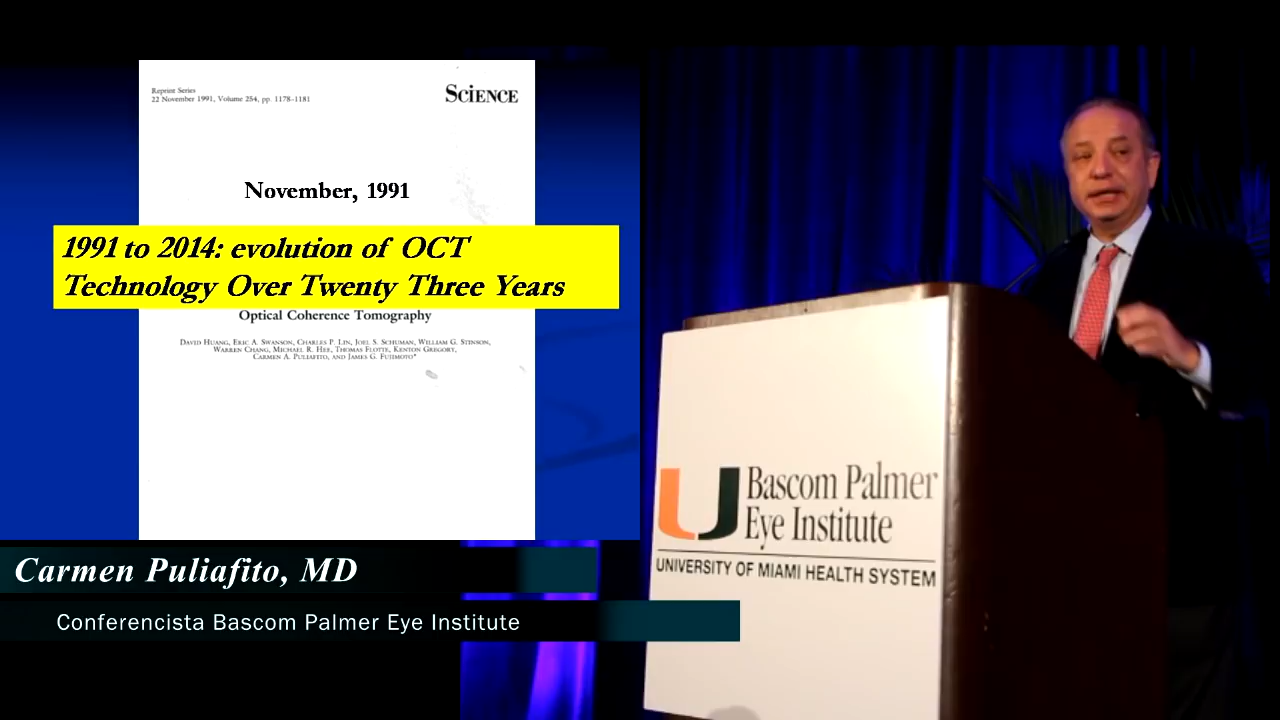 Reprint Series
22 November 1991, Volume 254, pp. 1178–1181
SCIENCE
November, 1991
1991 to 2014: evolution of OCT
Technology Over Twenty Three Years
Optical Coherence Tomography
DAVID HUANG, ERIC A. SWANSON, CHARLES P. LIN, JOEL S. SCHUMAN, WILLIAM G. STINSON,
WARREN CHANG, MICHAEL R. HEE, THOMAS FLOTTE, KENTON GREGORY,
CARMEN A. PULIAFITO, AND JAMES G. FUJIMOTO*
Carmen Puliafito, MD
Conferencista Bascom Palmer Eye Institute
Bascom Palmer
Eye Institute
UNIVERSITY OF MIAMI HEALTH SYSTEM